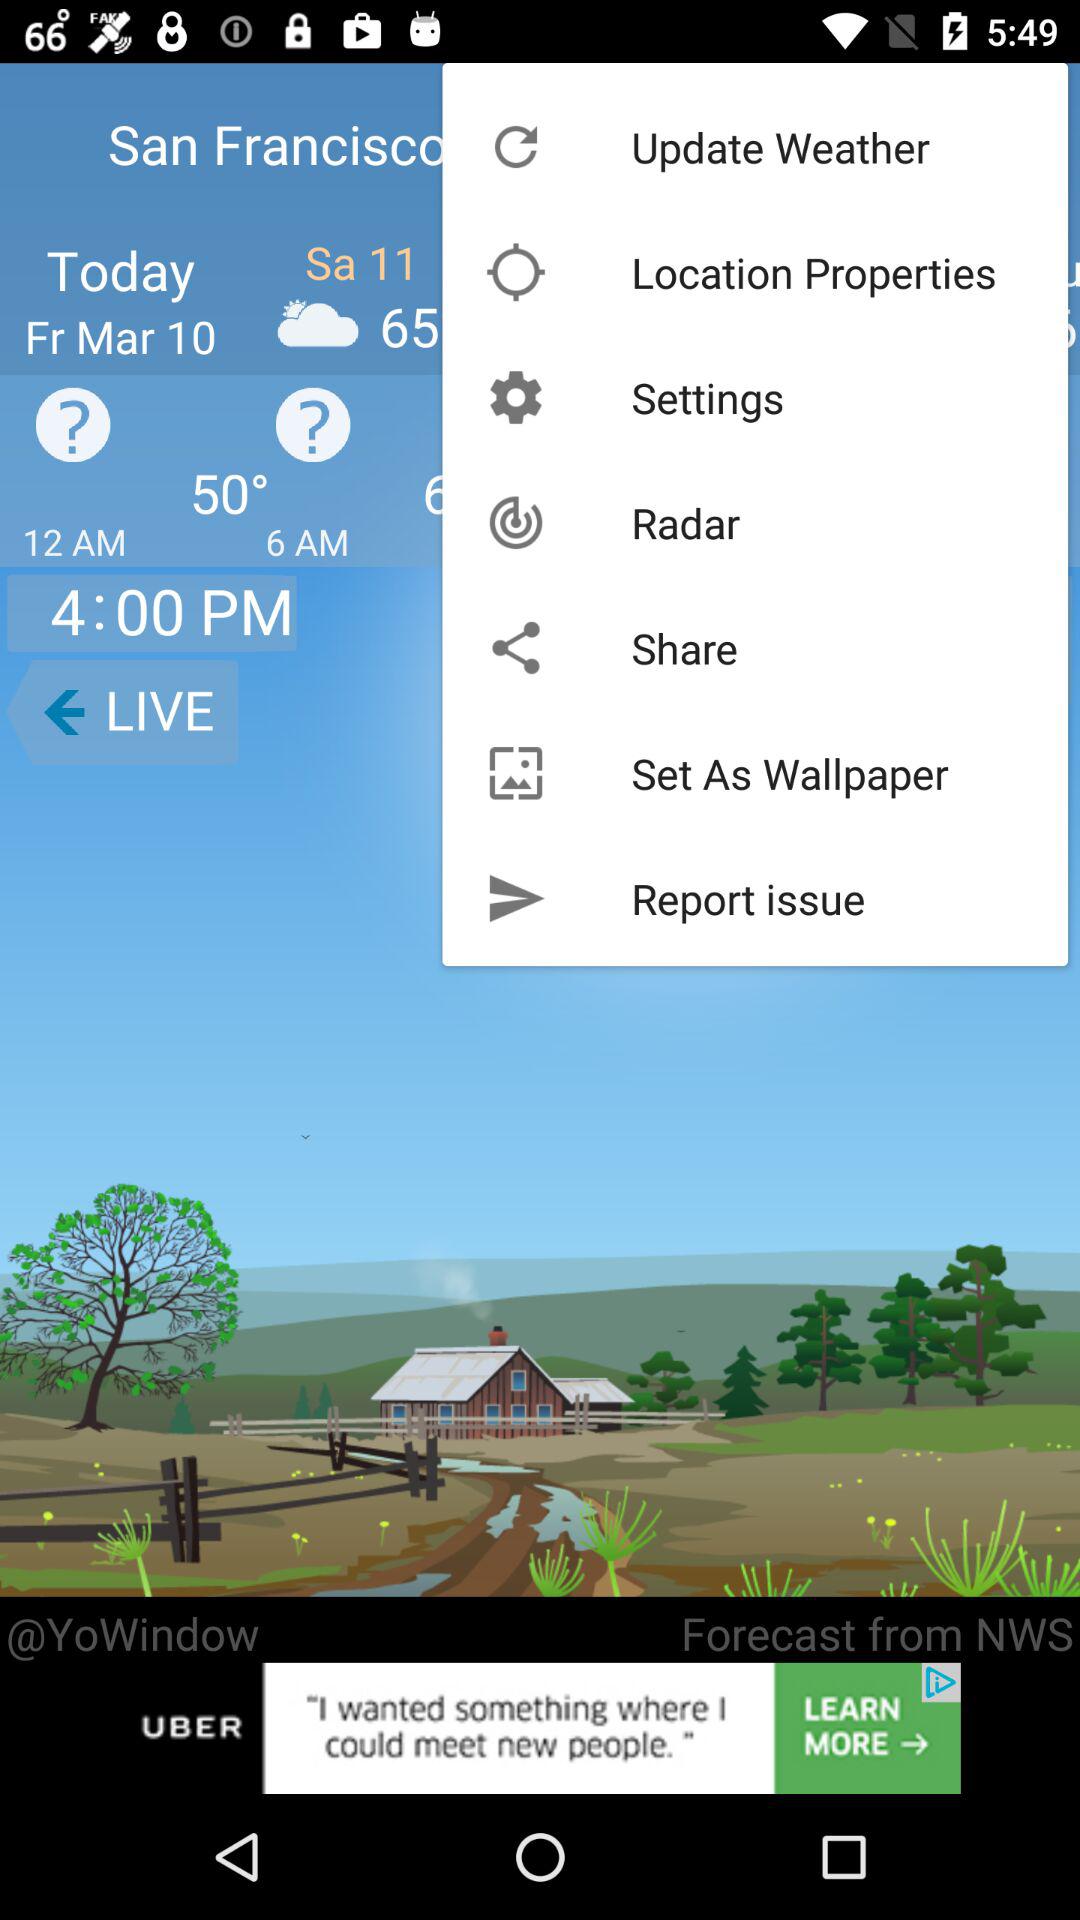 66° FAKE 5:49
San Francisco
Update Weather
Location Properties
Settings
Radar
Share
Set As Wallpaper
Report issue
Today
Fr Mar 10
Sa 11
65
50°
12 AM
6 AM
4:00 PM
LIVE
@YoWindow
Forecast from NWS
UBER
"I wanted something where I
could meet new people. "
LEARN
MORE →